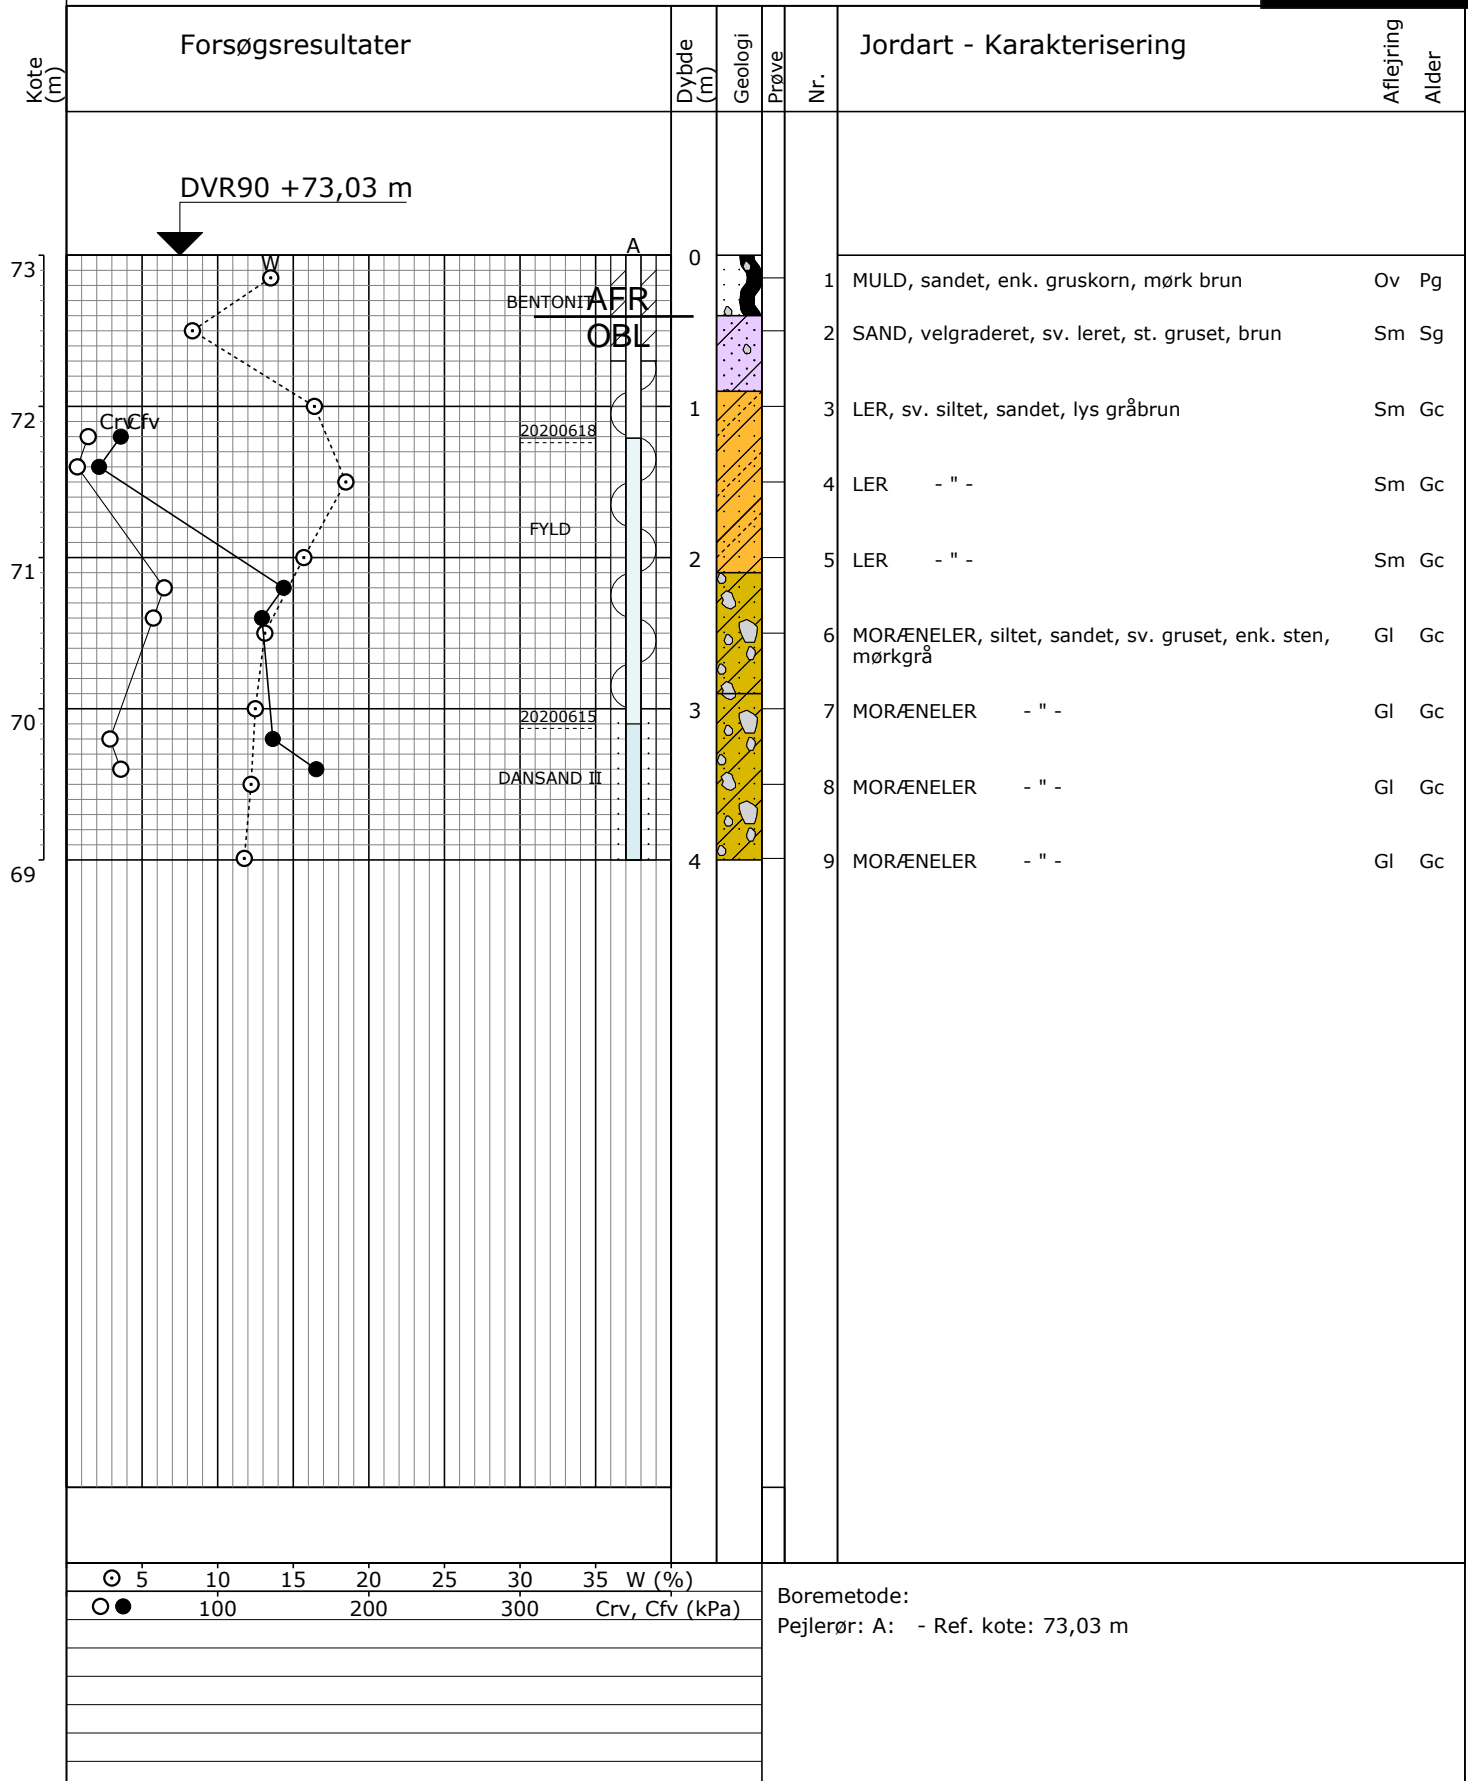 Kote (m)
Forsøgsresultater
Dybde (m)
Geologi
Prøve
Nr.
Jordart - Karakterisering
Aflejring
Alder
DVR90 +73,03 m
73
W
A
0
1 MULD, sandet, enk. gruskorn, mørk brun Ov Pg
BENTONIT
AFR
OBL
2 SAND, velgraderet, sv. leret, st. gruset, brun Sm Sg
72
Crv Cfv
20200618
1
3 LER, sv. siltet, sandet, lys gråbrun Sm Gc
4 LER - " - Sm Gc
FYLD
71
2
5 LER - " - Sm Gc
6 MORÆNELER, siltet, sandet, sv. gruset, enk. sten, Gl Gc
mørkgrå
70
20200615
3
7 MORÆNELER - " - Gl Gc
DANSAND II
8 MORÆNELER - " - Gl Gc
69
4
9 MORÆNELER - " - Gl Gc
5 10 15 20 25 30 35 W (%)
100 200 300 Crv, Cfv (kPa)
Boremetode:
Pejlerør: A: - Ref. kote: 73,03 m